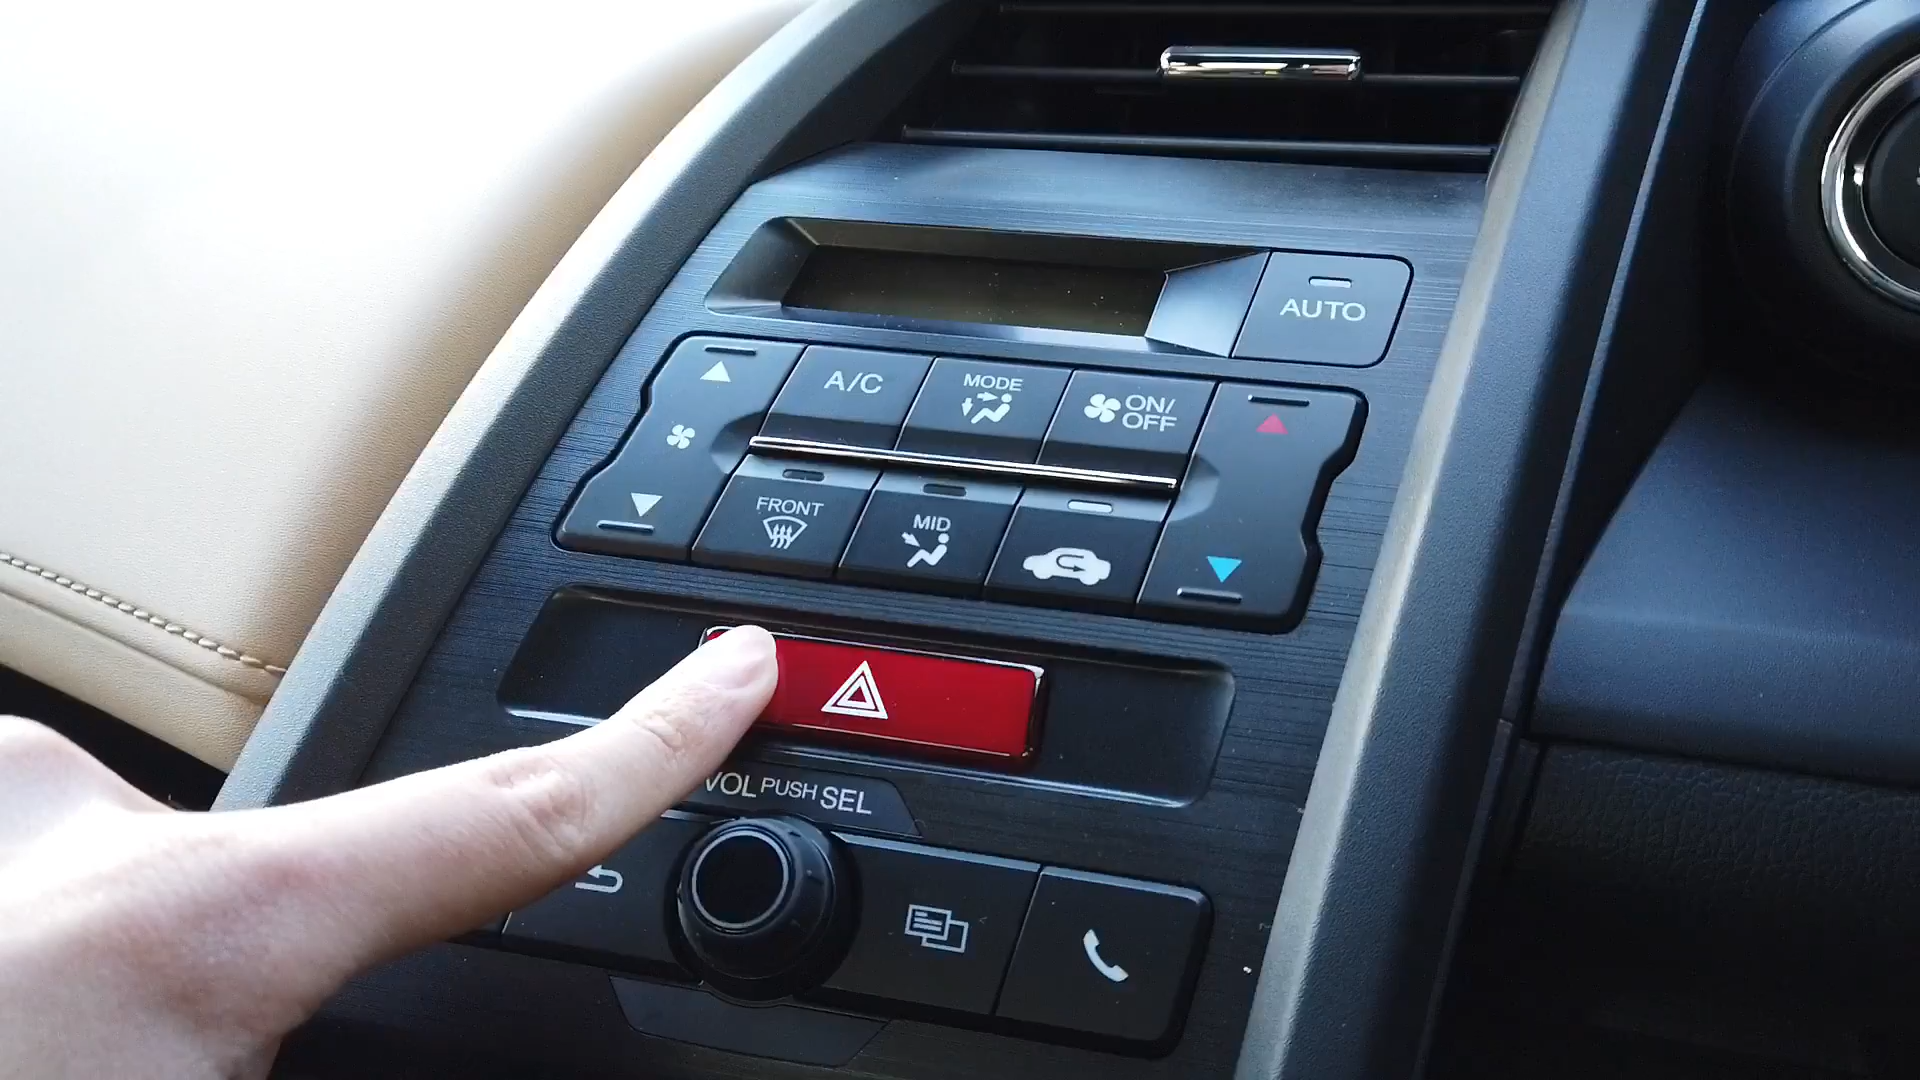 AUTO
A/C
MODE
ON/
OFF
FRONT
MID
VOL PUSH SEL